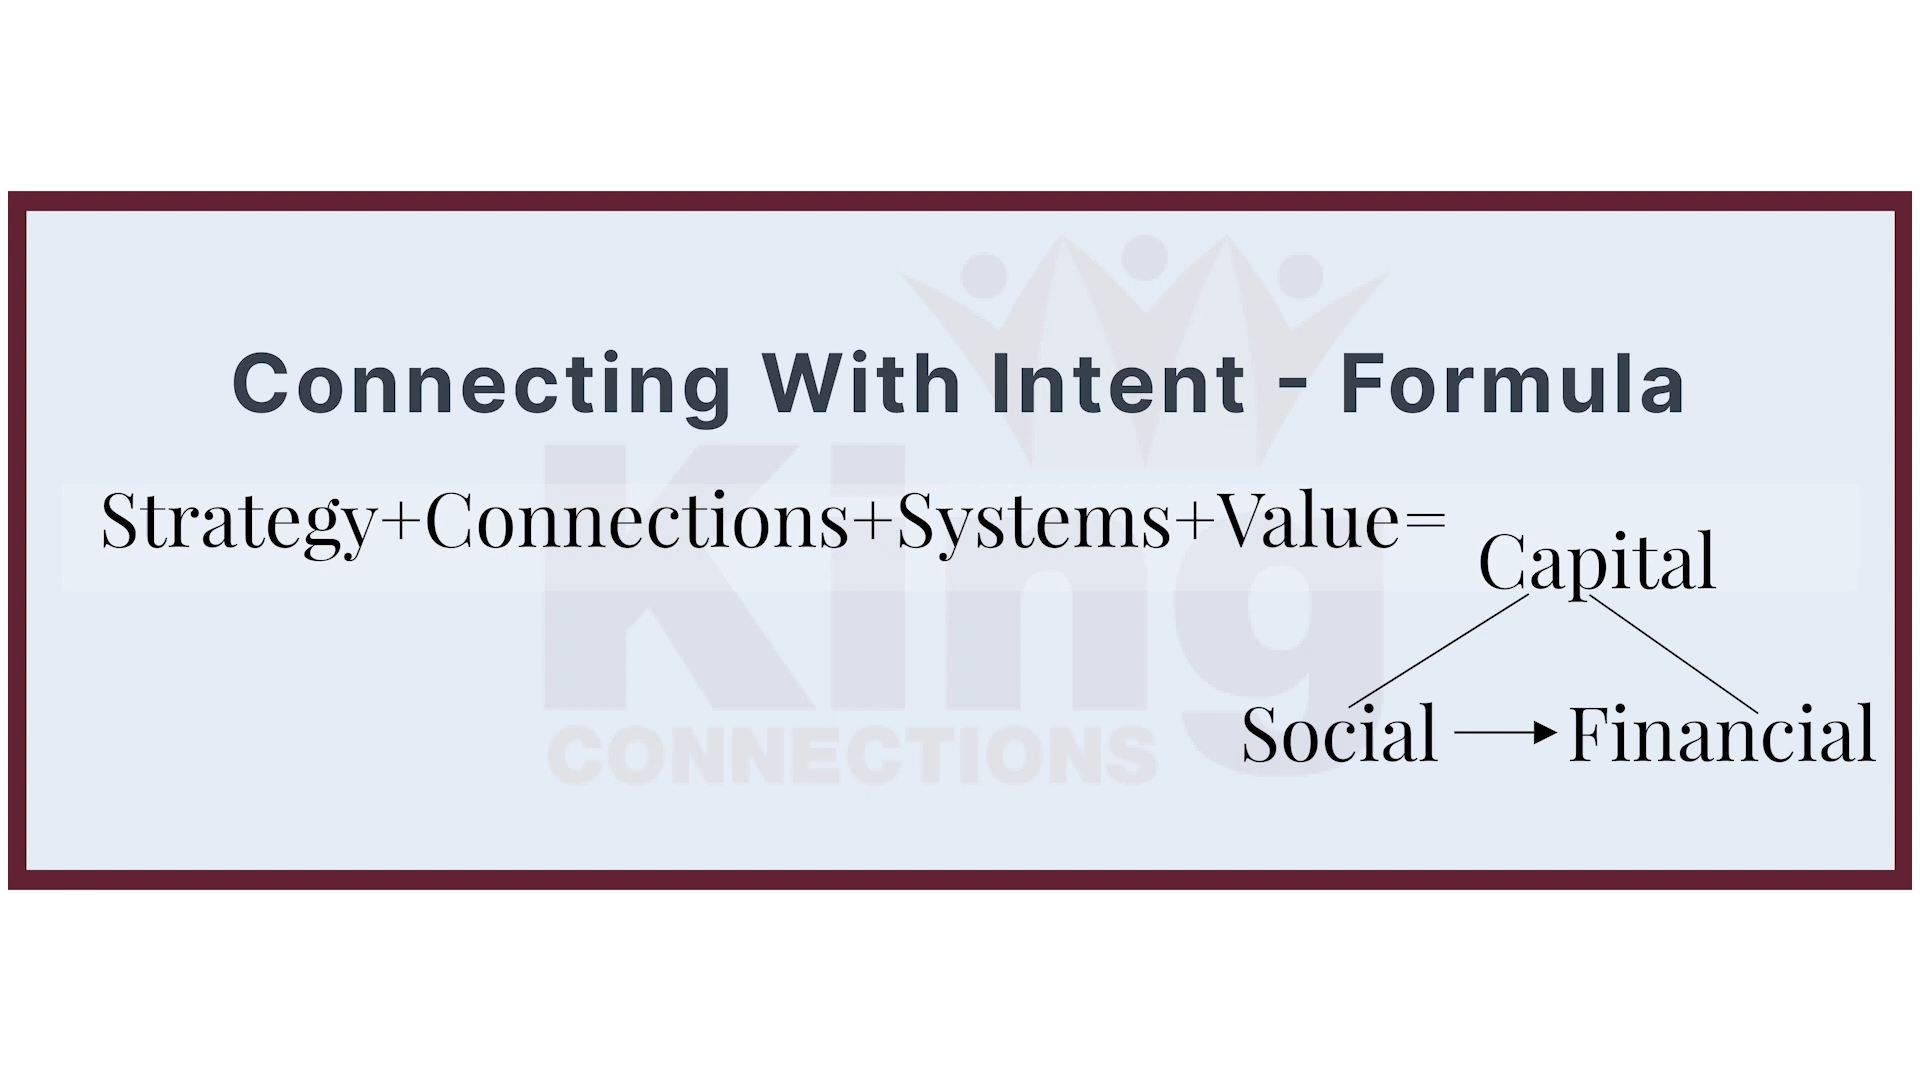 Connecting With Intent - Formula
Strategy+Connections+Systems+Value=
Capital
Social
Financial
King
CONNECTIONS